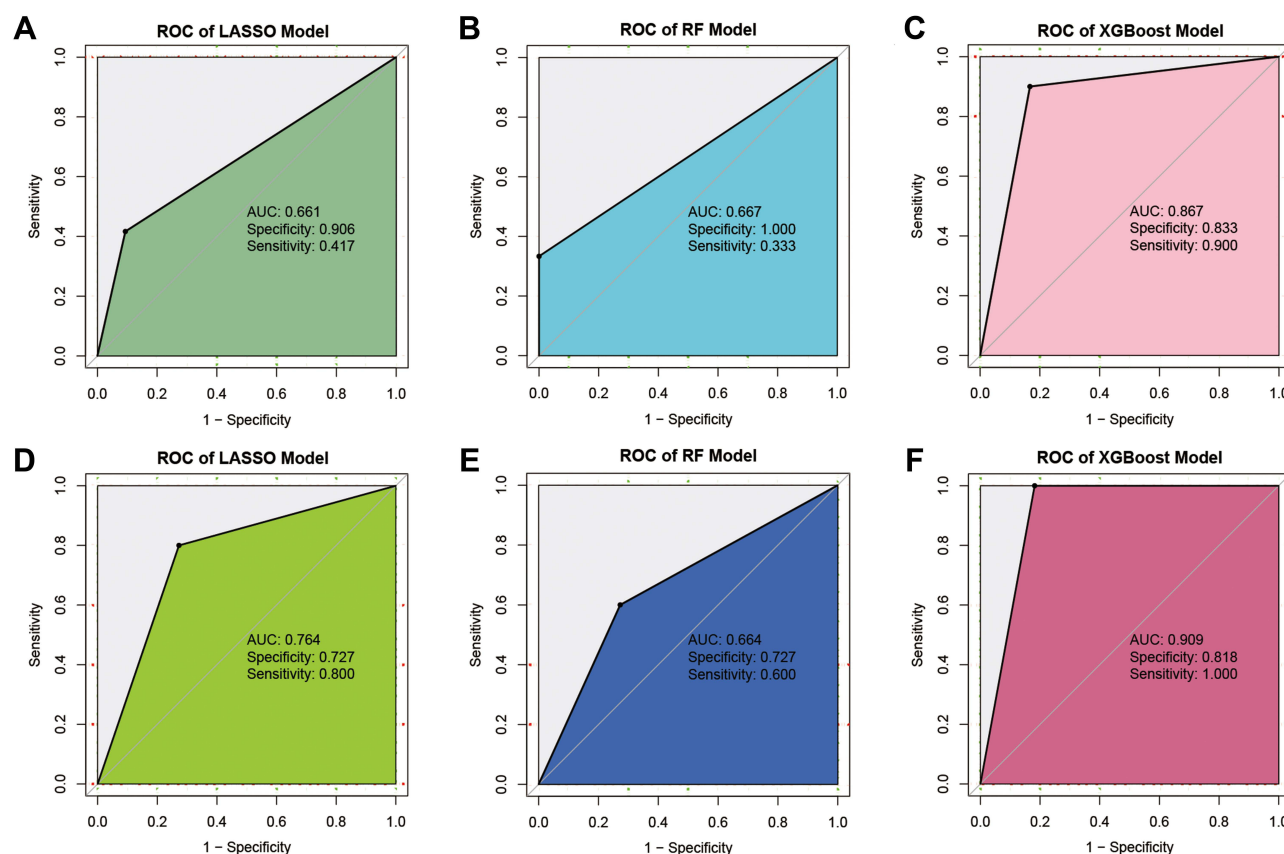 A
ROC of LASSO Model
Sensitivity
0.0 0.2 0.4 0.6 0.8 1.0
AUC: 0.661
Specificity: 0.906
Sensitivity: 0.417
0.0 0.2 0.4 0.6 0.8 1.0
1 − Specificity
B
ROC of RF Model
Sensitivity
0.0 0.2 0.4 0.6 0.8 1.0
AUC: 0.667
Specificity: 1.000
Sensitivity: 0.333
0.0 0.2 0.4 0.6 0.8 1.0
1 − Specificity
C
ROC of XGBoost Model
Sensitivity
0.0 0.2 0.4 0.6 0.8 1.0
AUC: 0.867
Specificity: 0.833
Sensitivity: 0.900
0.0 0.2 0.4 0.6 0.8 1.0
1 − Specificity
D
ROC of LASSO Model
Sensitivity
0.0 0.2 0.4 0.6 0.8 1.0
AUC: 0.764
Specificity: 0.727
Sensitivity: 0.800
0.0 0.2 0.4 0.6 0.8 1.0
1 − Specificity
E
ROC of RF Model
Sensitivity
0.0 0.2 0.4 0.6 0.8 1.0
AUC: 0.664
Specificity: 0.727
Sensitivity: 0.600
0.0 0.2 0.4 0.6 0.8 1.0
1 − Specificity
F
ROC of XGBoost Model
Sensitivity
0.0 0.2 0.4 0.6 0.8 1.0
AUC: 0.909
Specificity: 0.818
Sensitivity: 1.000
0.0 0.2 0.4 0.6 0.8 1.0
1 − Specificity